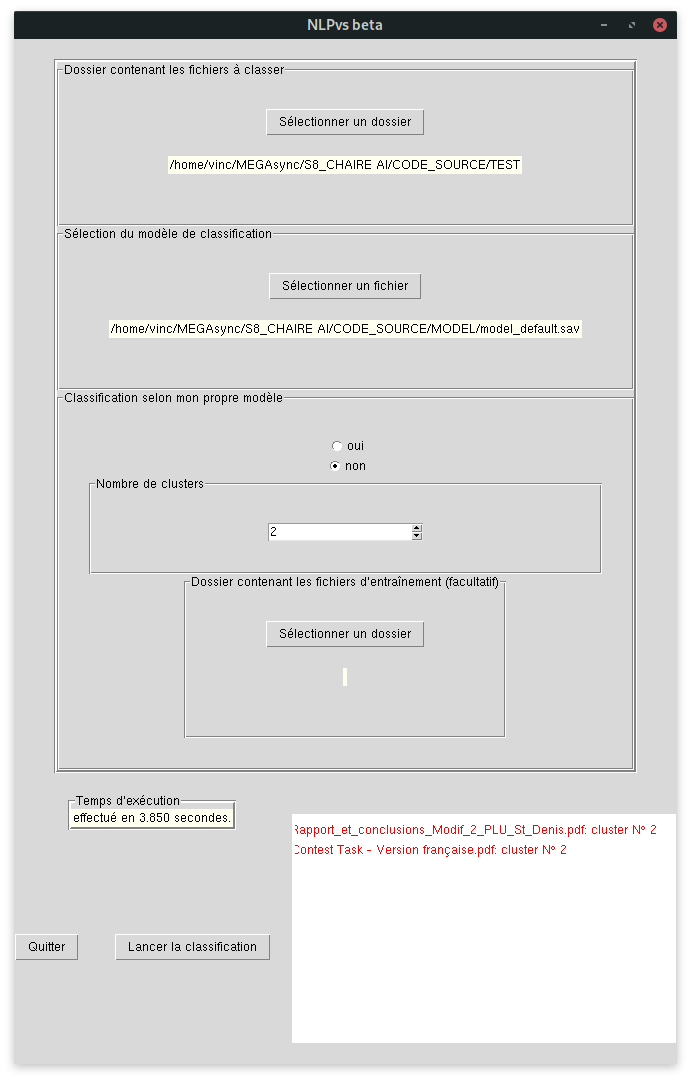 NLPvs beta
Dossier contenant les fichiers à classer
Sélectionner un dossier
/home/vinc/MEGAsync/S8_CHAIRE AI/CODE_SOURCE/TEST
Sélection du modèle de classification
Sélectionner un fichier
/home/vinc/MEGAsync/S8_CHAIRE AI/CODE_SOURCE/MODEL/model_default.sav
Classification selon mon propre modèle
oui
non
Nombre de clusters
2
Dossier contenant les fichiers d'entraînement (facultatif)
Sélectionner un dossier
Temps d'exécution
effectué en 3.850 secondes.
Rapport_et_conclusions_Modif_2_PLU_St_Denis.pdf: cluster N° 2
Contest Task - Version française.pdf: cluster N° 2
Quitter
Lancer la classification